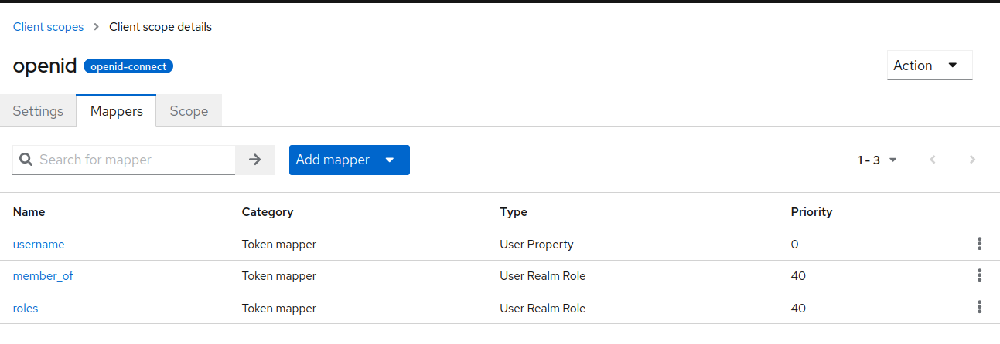 Client scopes > Client scope details
openid openid-connect
Action
Settings Mappers Scope
Search for mapper Add mapper 1 - 3
Name Category Type Priority
username Token mapper User Property 0
member_of Token mapper User Realm Role 40
roles Token mapper User Realm Role 40